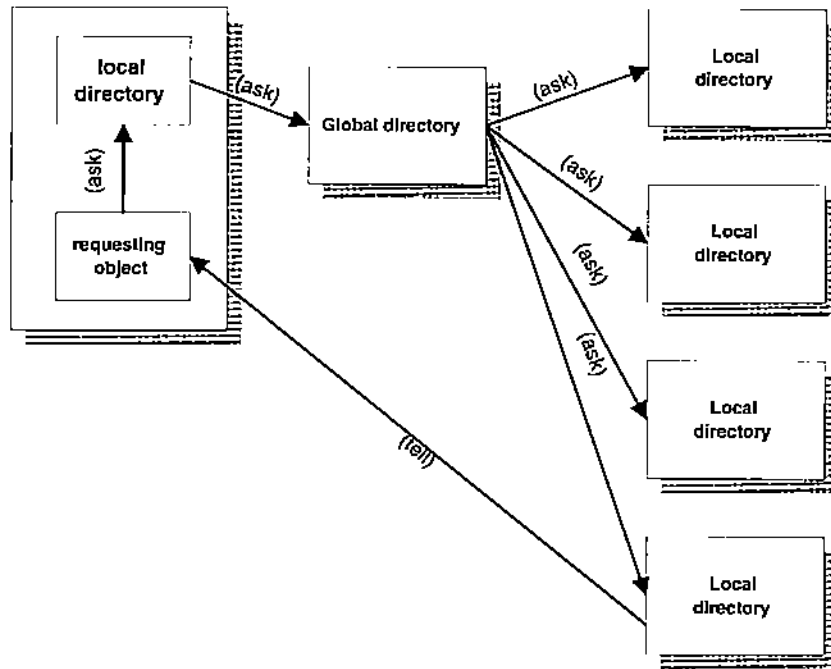 local
directory
(ask)
(ask)
requesting
object
Global directory
(ask)
(ask)
(ask)
(ask)
(tell)
Local
directory
Local
directory
Local
directory
Local
directory